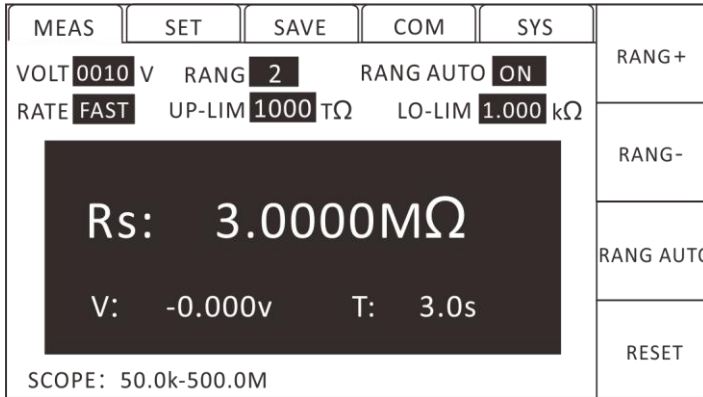 MEAS SET SAVE COM SYS
VOLT 0010 V RANG 2 RANG AUTO ON
RATE FAST UP-LIM 1000 TΩ LO-LIM 1.000 kΩ
Rs: 3.0000MΩ
V: -0.000v T: 3.0s
SCOPE: 50.0k-500.0M
RANG+
RANG-
RANG AUTO
RESET